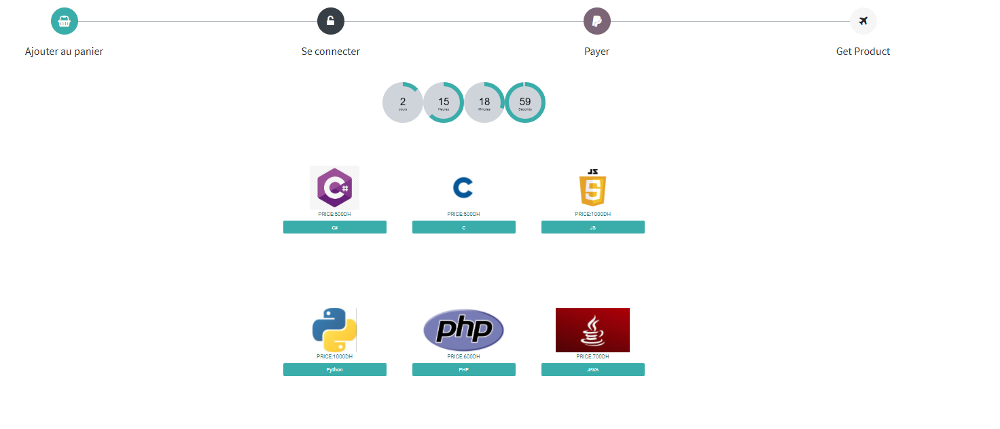 Ajouter au panier
Se connecter
Payer
Get Product
2
Jours
15
Heures
18
Minutes
59
Seconds
C#
C
JS
PRICE:500DH
PRICE:500DH
PRICE:1000DH
C#
C
JS
php
PRICE:1000DH
PRICE:600DH
PRICE:700DH
Python
PHP
JAVA